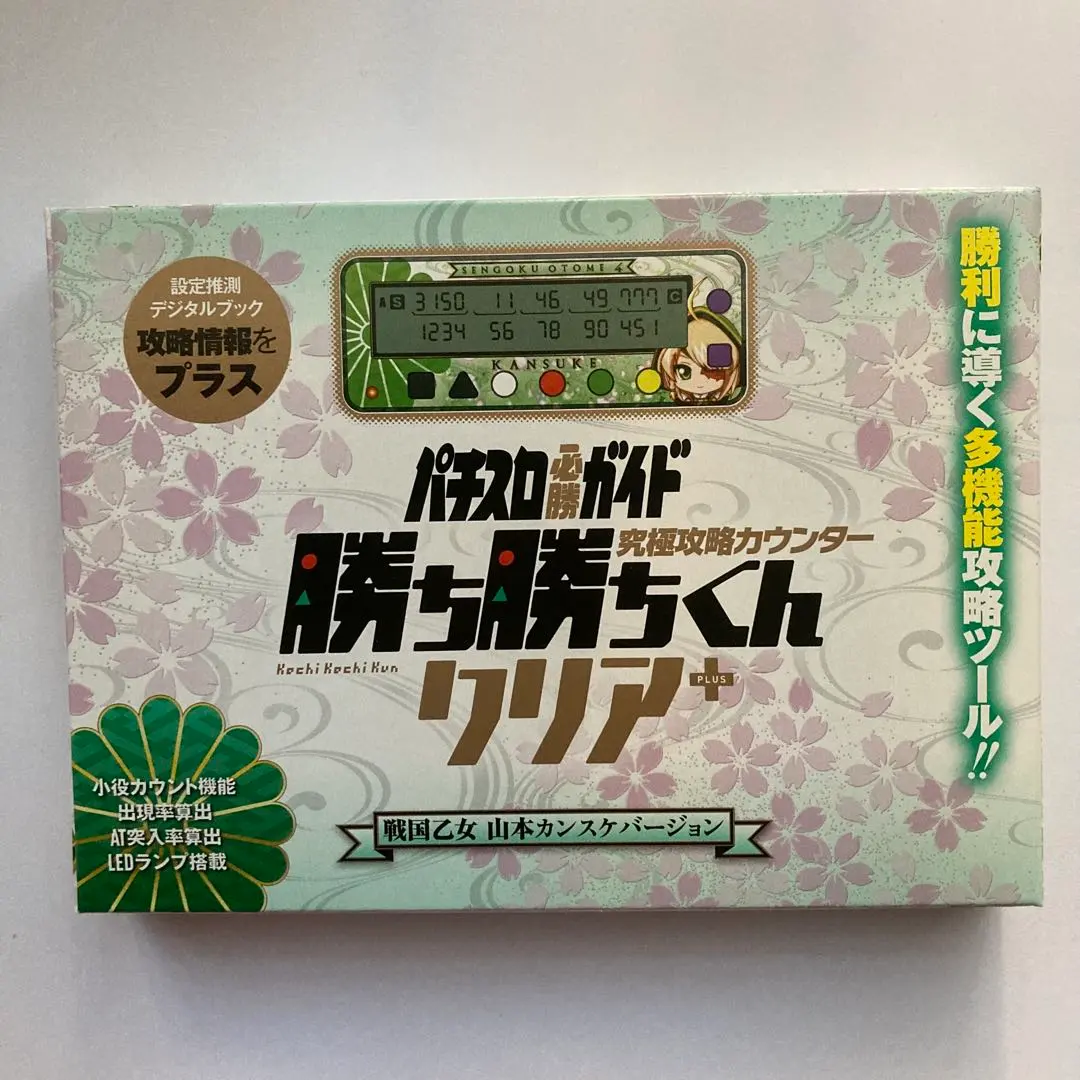 設定推測
デジタルブック
攻略情報を
プラス
SENGOKU OTOME 4
A S 3150 11 46 49 777 C
1234 56 78 90 451
KANSUKE
勝利に導く多機能攻略ツール!!
パチスロ必勝ガイド
究極攻略カウンター
勝ち勝ちくん
Kachi Kachi Kun
クリア+
PLUS
小役カウント機能
出現率算出
AT突入率算出
LEDランプ搭載
戦国乙女 山本カンスケバージョン